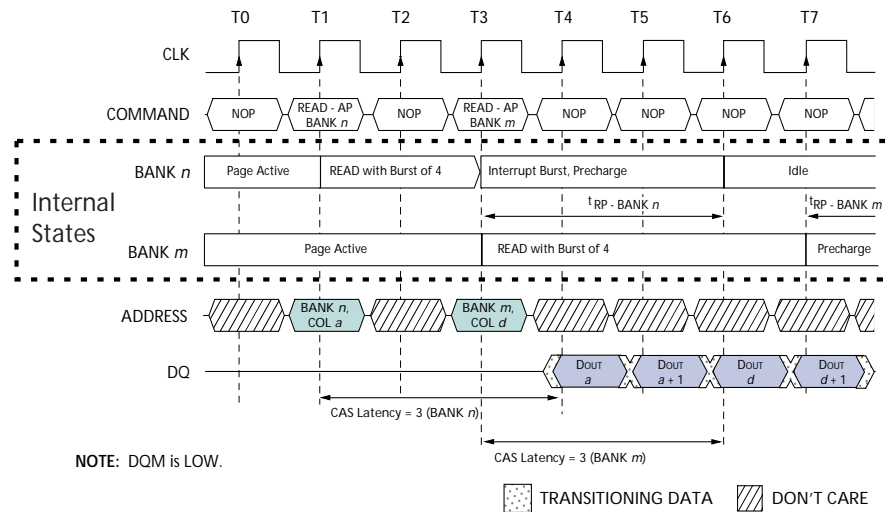 T0 T1 T2 T3 T4 T5 T6 T7
CLK
COMMAND NOP READ - AP BANK n NOP READ - AP BANK m NOP NOP NOP NOP
Internal States
BANK n Page Active READ with Burst of 4 Interrupt Burst, Precharge Idle
tRP - BANK n tRP - BANK m
BANK m Page Active READ with Burst of 4 Precharge
ADDRESS BANK n, COL a BANK m, COL d
DQ DOUT a DOUT a + 1 DOUT d DOUT d + 1
CAS Latency = 3 (BANK n)
CAS Latency = 3 (BANK m)
NOTE: DQM is LOW.
TRANSITIONING DATA DON'T CARE